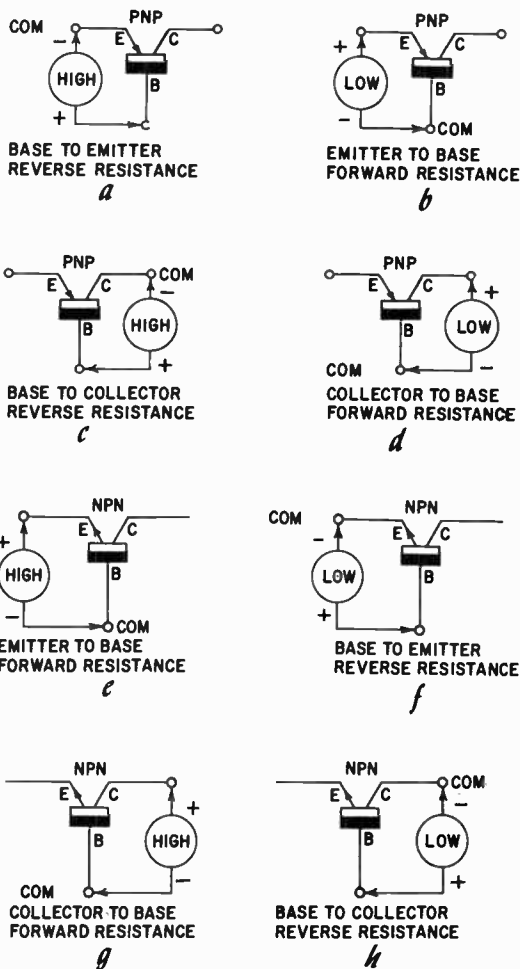 COM PNP
E C
−
HIGH
B
+
BASE TO EMITTER
REVERSE RESISTANCE
a
PNP
+
E C
LOW
B
−
COM
EMITTER TO BASE
FORWARD RESISTANCE
b
PNP
E C COM
−
B HIGH
+
BASE TO COLLECTOR
REVERSE RESISTANCE
c
PNP
E C
+
B LOW
COM −
COLLECTOR TO BASE
FORWARD RESISTANCE
d
NPN
+ E C
HIGH B
−
COM
EMITTER TO BASE
FORWARD RESISTANCE
e
COM NPN
− E C
LOW B
+
BASE TO EMITTER
REVERSE RESISTANCE
f
NPN
E C
+
B HIGH
−
COM
COLLECTOR TO BASE
FORWARD RESISTANCE
g
NPN
E C COM
−
B LOW
+
BASE TO COLLECTOR
REVERSE RESISTANCE
h